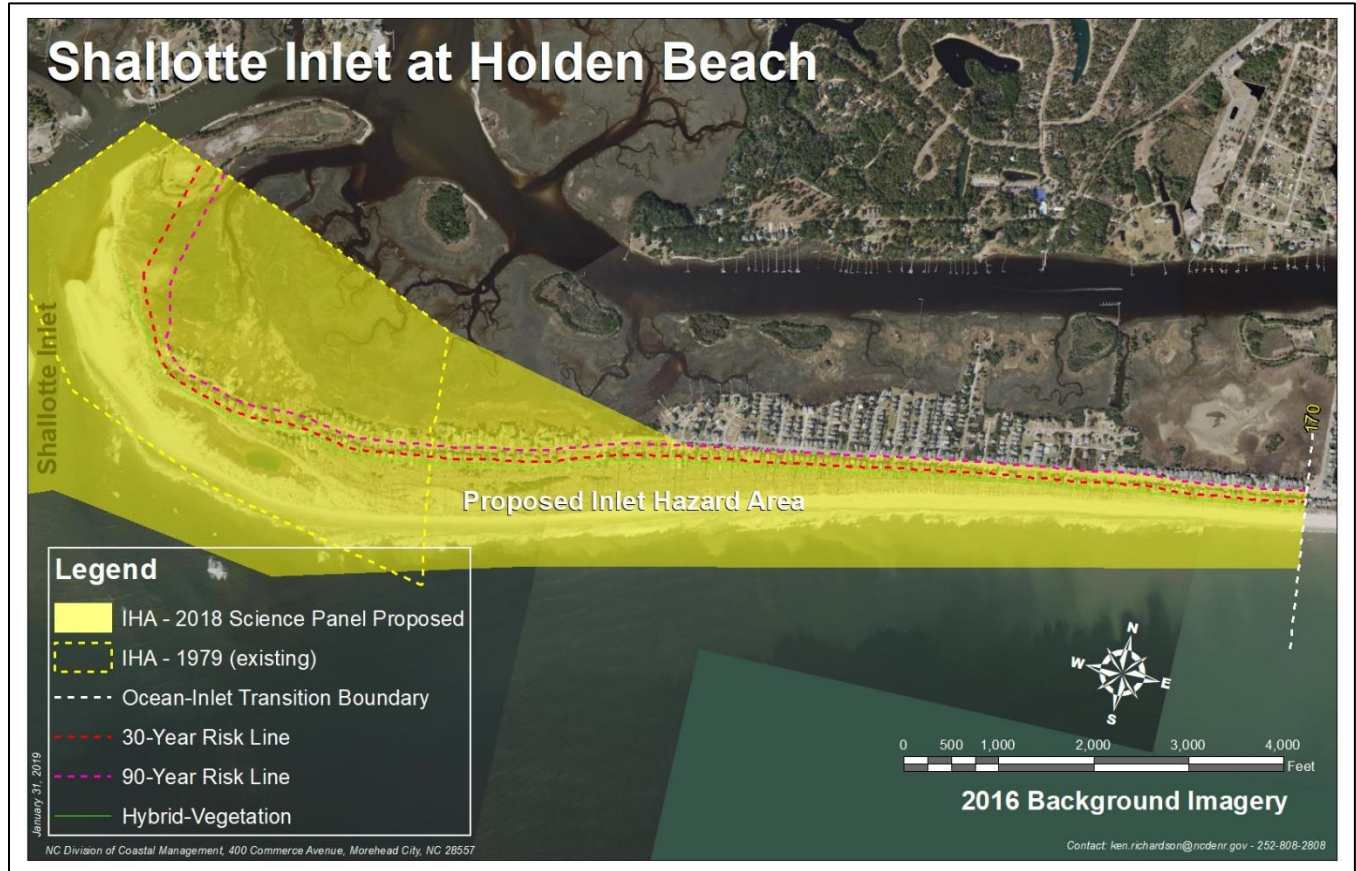 Shallotte Inlet at Holden Beach
Shallotte Inlet
170
Proposed Inlet Hazard Area
Legend
IHA - 2018 Science Panel Proposed
IHA - 1979 (existing)
Ocean-Inlet Transition Boundary
30-Year Risk Line
90-Year Risk Line
Hybrid-Vegetation
N
W
E
S
0 500 1,000 2,000 3,000 4,000
Feet
2016 Background Imagery
January 31, 2019
NC Division of Coastal Management, 400 Commerce Avenue, Morehead City, NC 28557
Contact: ken.richardson@ncdenr.gov - 252-808-2808